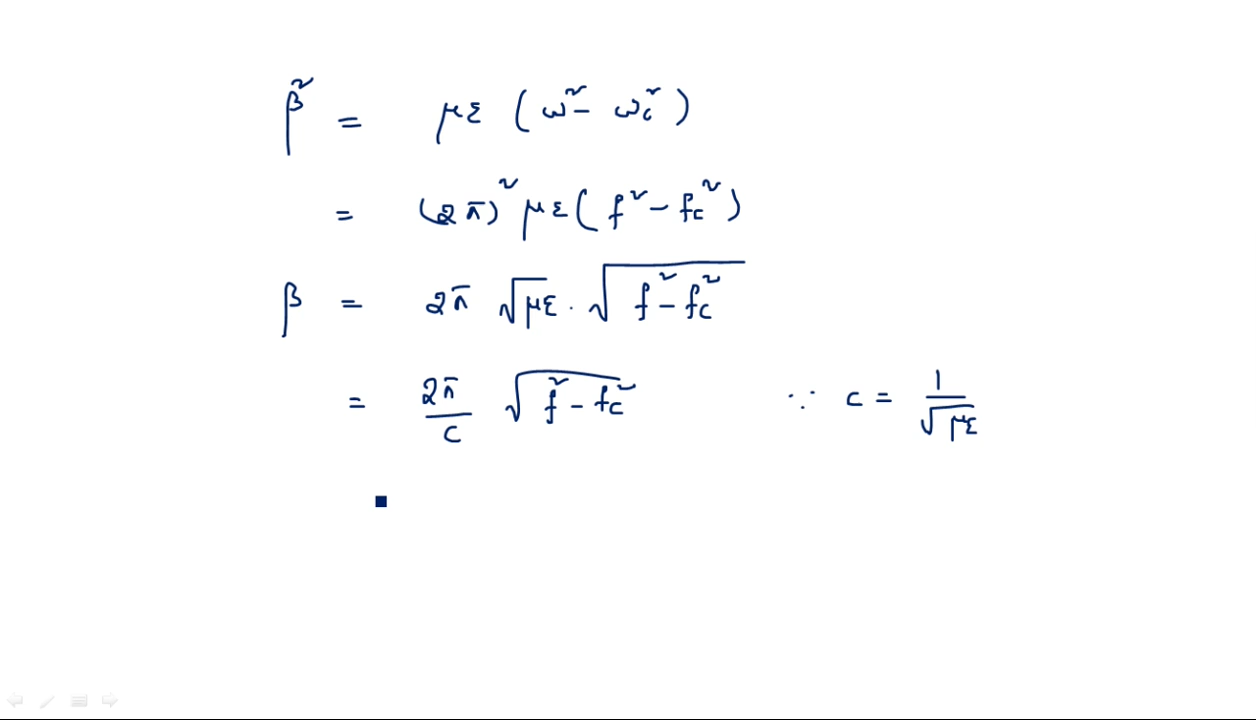 β² = με (ω² - ωc²)
= (2π)² με (f² - fc²)
β = 2π √με · √f² - fc²
= 2π/c √f² - fc² ∵ c = 1/√με